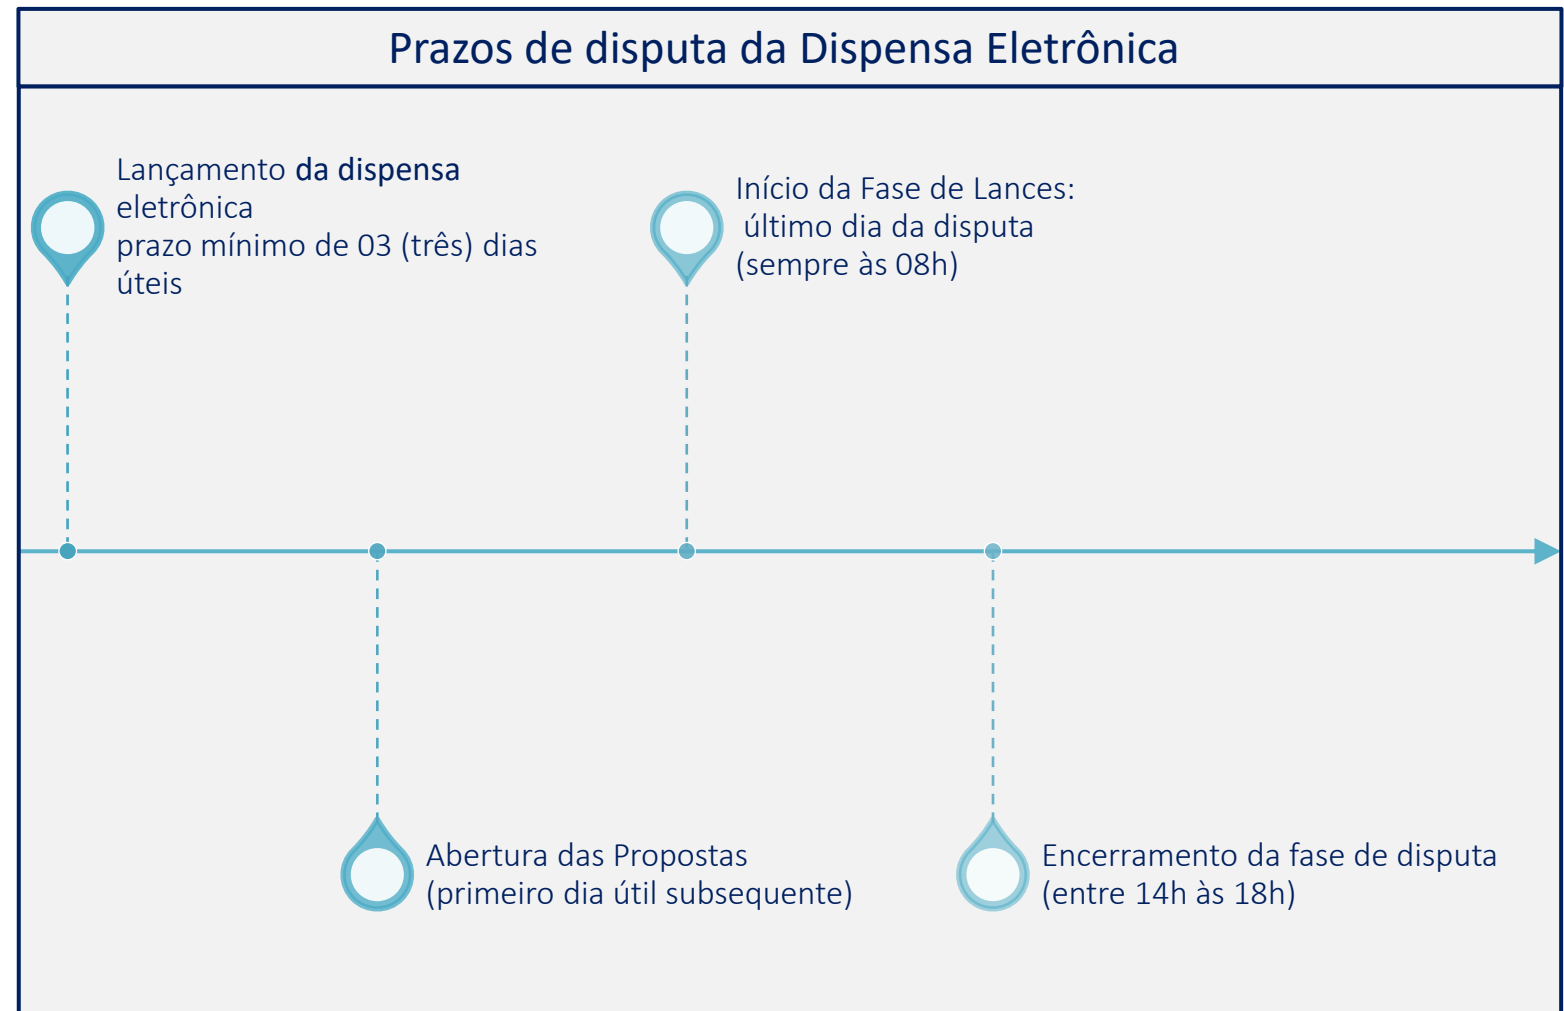 Prazos de disputa da Dispensa Eletrônica
Lançamento da dispensa
eletrônica
prazo mínimo de 03 (três) dias
úteis
Início da Fase de Lances:
último dia da disputa
(sempre às 08h)
Abertura das Propostas
(primeiro dia útil subsequente)
Encerramento da fase de disputa
(entre 14h às 18h)